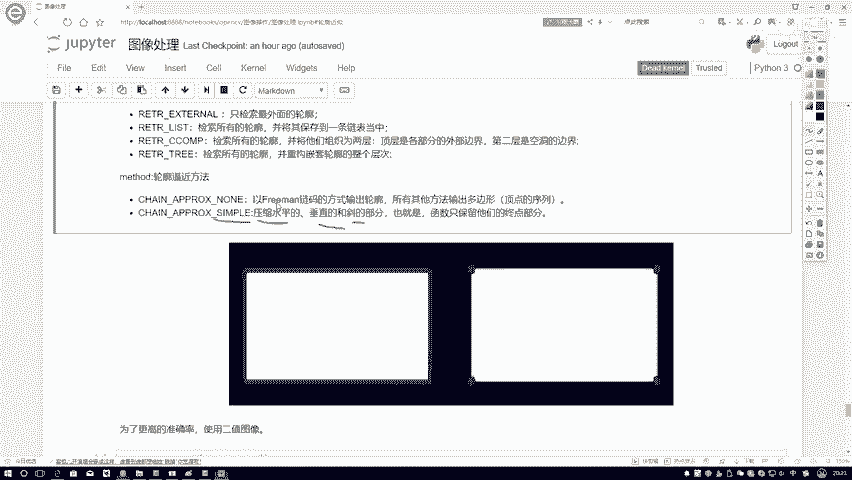 图像处理
http://localhost:8888/notebooks/opencv/图像操作/图像处理.ipynb#轮廓近似
点此搜索
jupyter 图像处理 Last Checkpoint: an hour ago (autosaved)
Logout
File Edit View Insert Cell Kernel Widgets Help
Dead kernel Trusted Python 3
Markdown
RETR_EXTERNAL：只检索最外面的轮廓;
RETR_LIST：检索所有的轮廓，并将其保存到一条链表当中;
RETR_CCOMP：检索所有的轮廓，并将他们组织为两层：顶层是各部分的外部边界，第二层是空洞的边界;
RETR_TREE：检索所有的轮廓，并重构嵌套轮廓的整个层次;
method:轮廓逼近方法
CHAIN_APPROX_NONE：以Freeman链码的方式输出轮廓，所有其他方法输出多边形（顶点的序列）。
CHAIN_APPROX_SIMPLE:压缩水平的、垂直的和斜的部分，也就是，函数只保留他们的终点部分。
为了更高的准确率，使用二值图像。
20:21